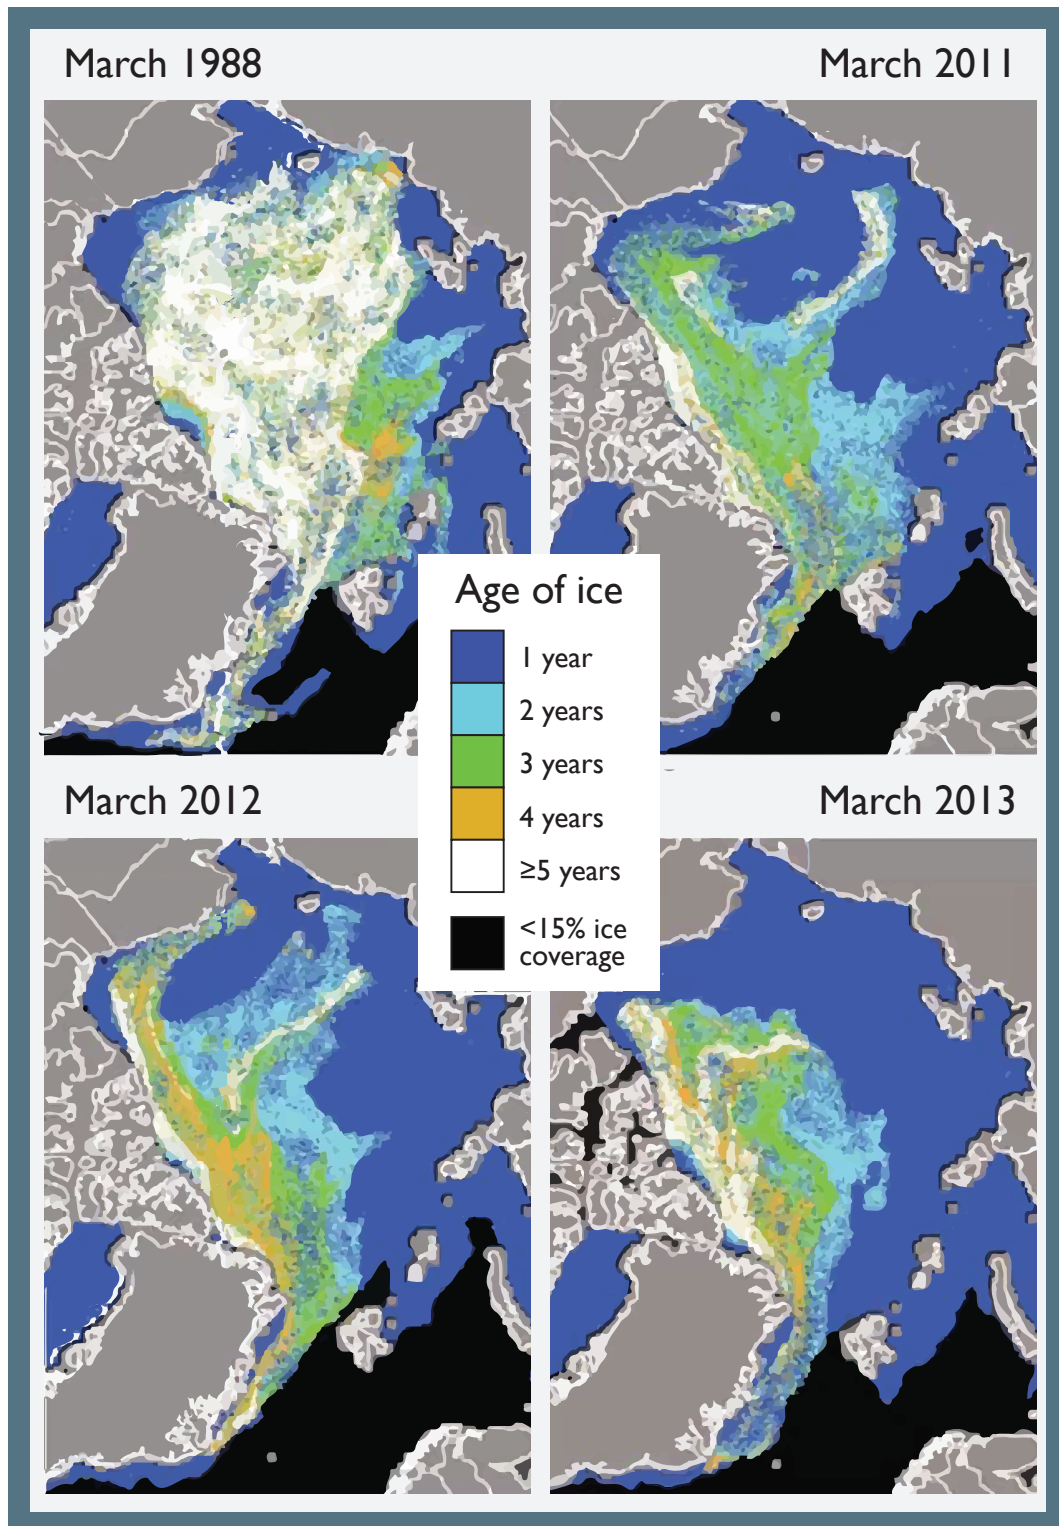 March 1988
March 2011
Age of ice
1 year
2 years
3 years
4 years
≥5 years
<15% ice
coverage
March 2012
March 2013